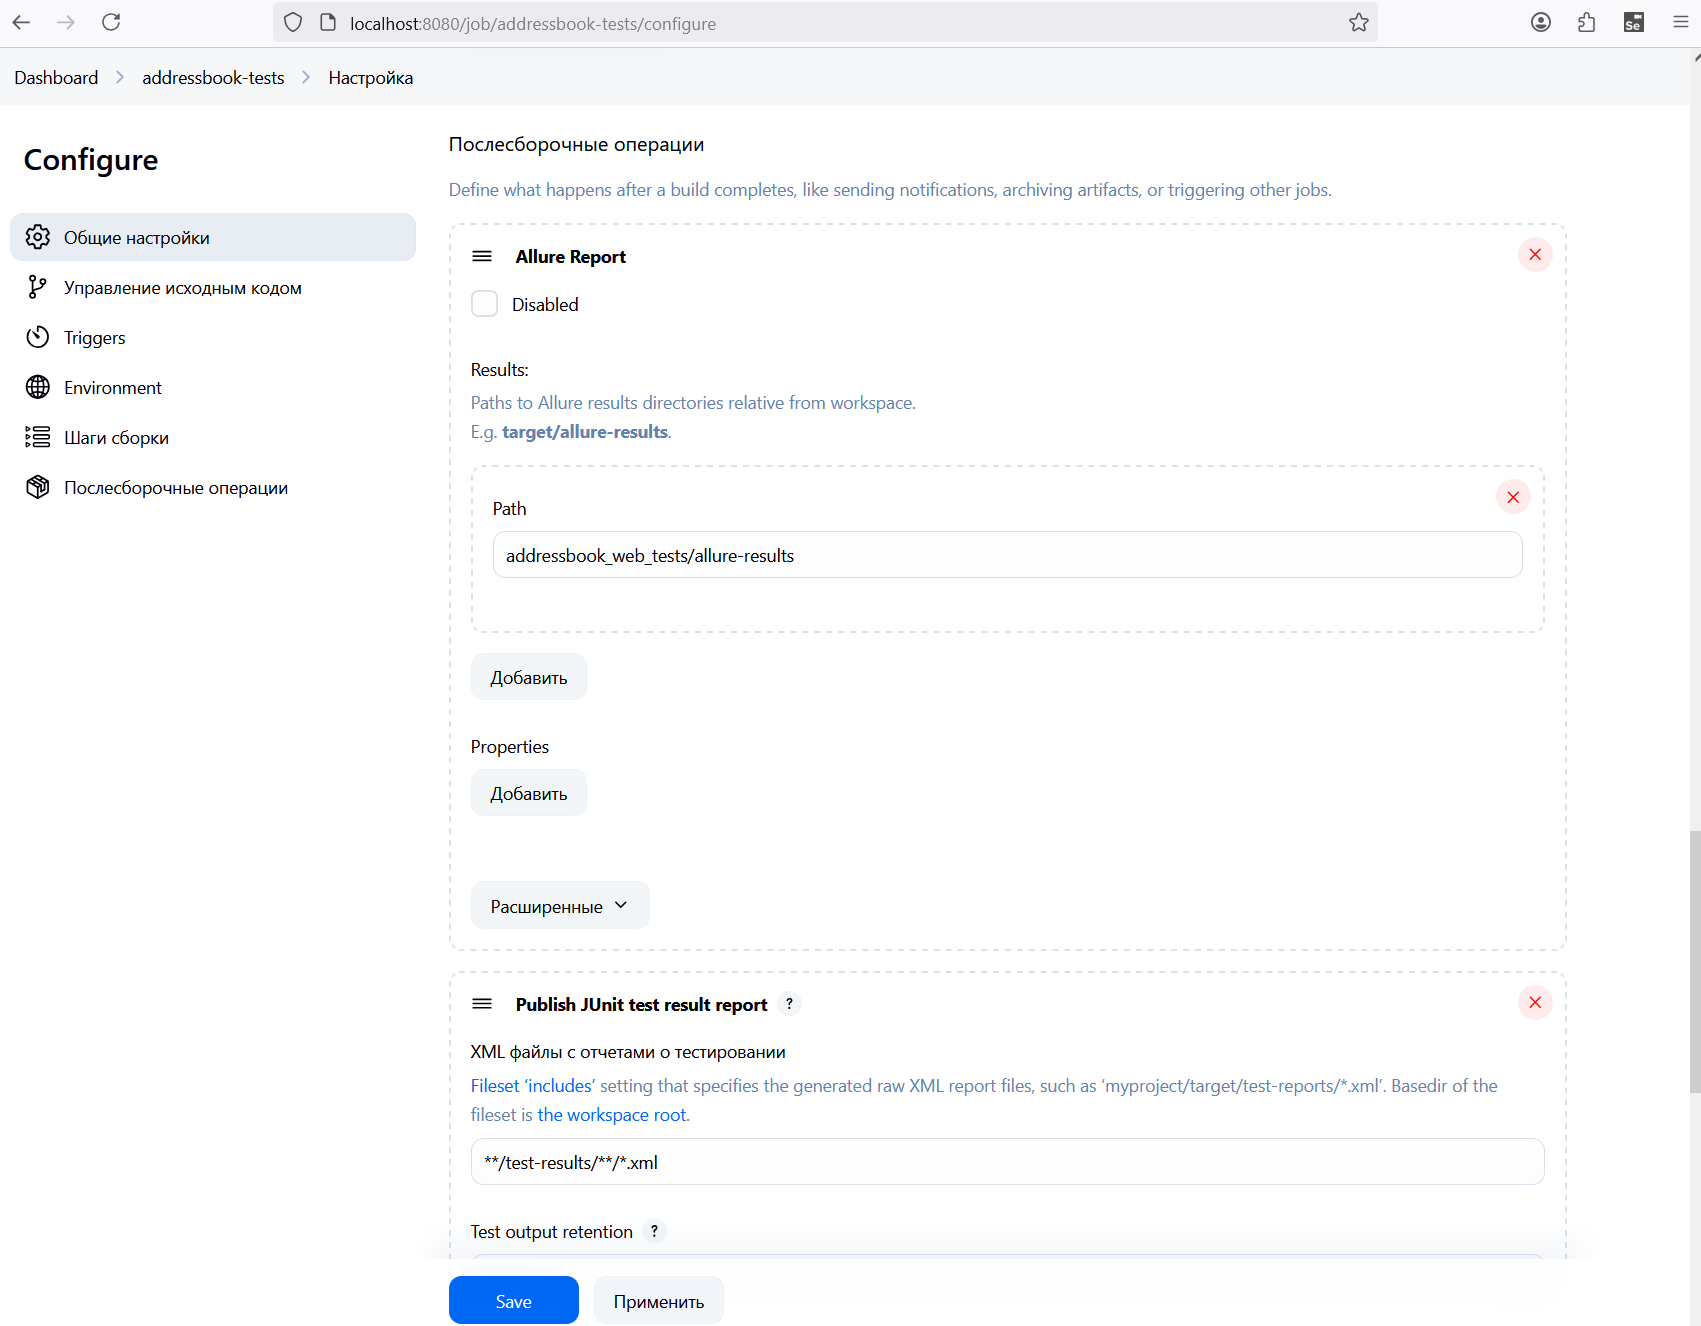 localhost:8080/job/addressbook-tests/configure
Se
Dashboard > addressbook-tests > Настройка
Configure
Общие настройки
Управление исходным кодом
Triggers
Environment
Шаги сборки
Послесборочные операции
Послесборочные операции
Define what happens after a build completes, like sending notifications, archiving artifacts, or triggering other jobs.
Allure Report
Disabled
Results:
Paths to Allure results directories relative from workspace.
E.g. target/allure-results.
Path
addressbook_web_tests/allure-results
Добавить
Properties
Добавить
Расширенные
Publish JUnit test result report ?
XML файлы с отчетами о тестировании
Fileset ‘includes’ setting that specifies the generated raw XML report files, such as ‘myproject/target/test-reports/*.xml’. Basedir of the
fileset is the workspace root.
**/test-results/**/*.xml
Test output retention ?
Save
Применить